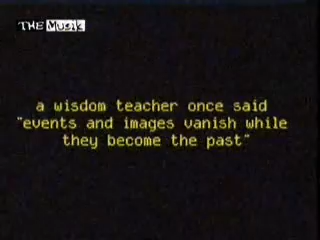 THE Musik
a wisdom teacher once said
"events and images vanish while
they become the past"